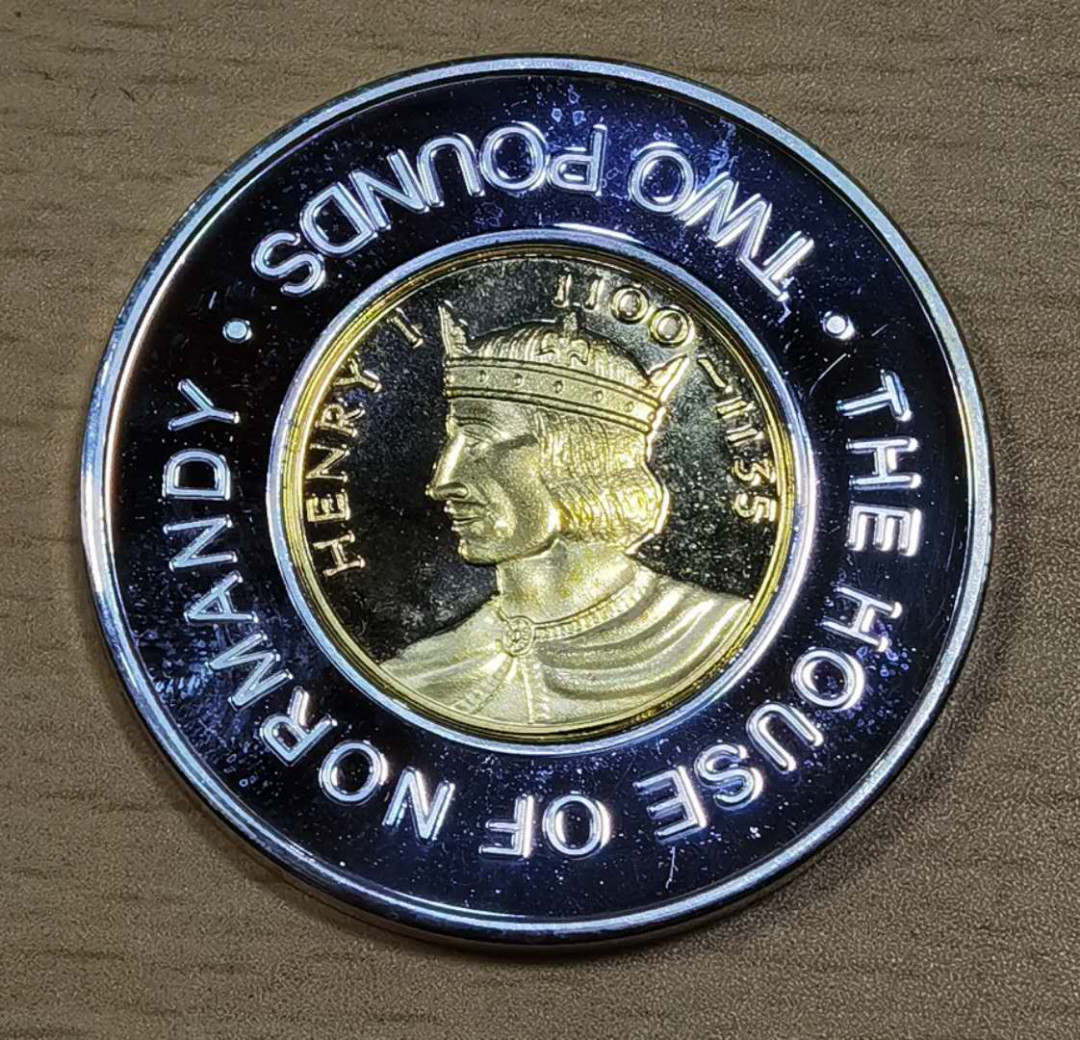 TWO POUNDS
· THE HOUSE OF NORMANDY ·
HENRY I 1100-1135